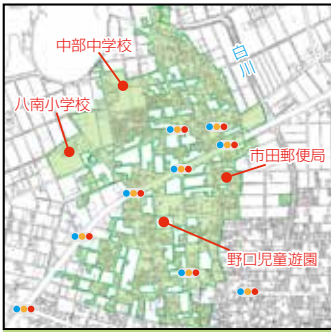 中部中学校
白川
八南小学校
市田郵便局
野口児童遊園